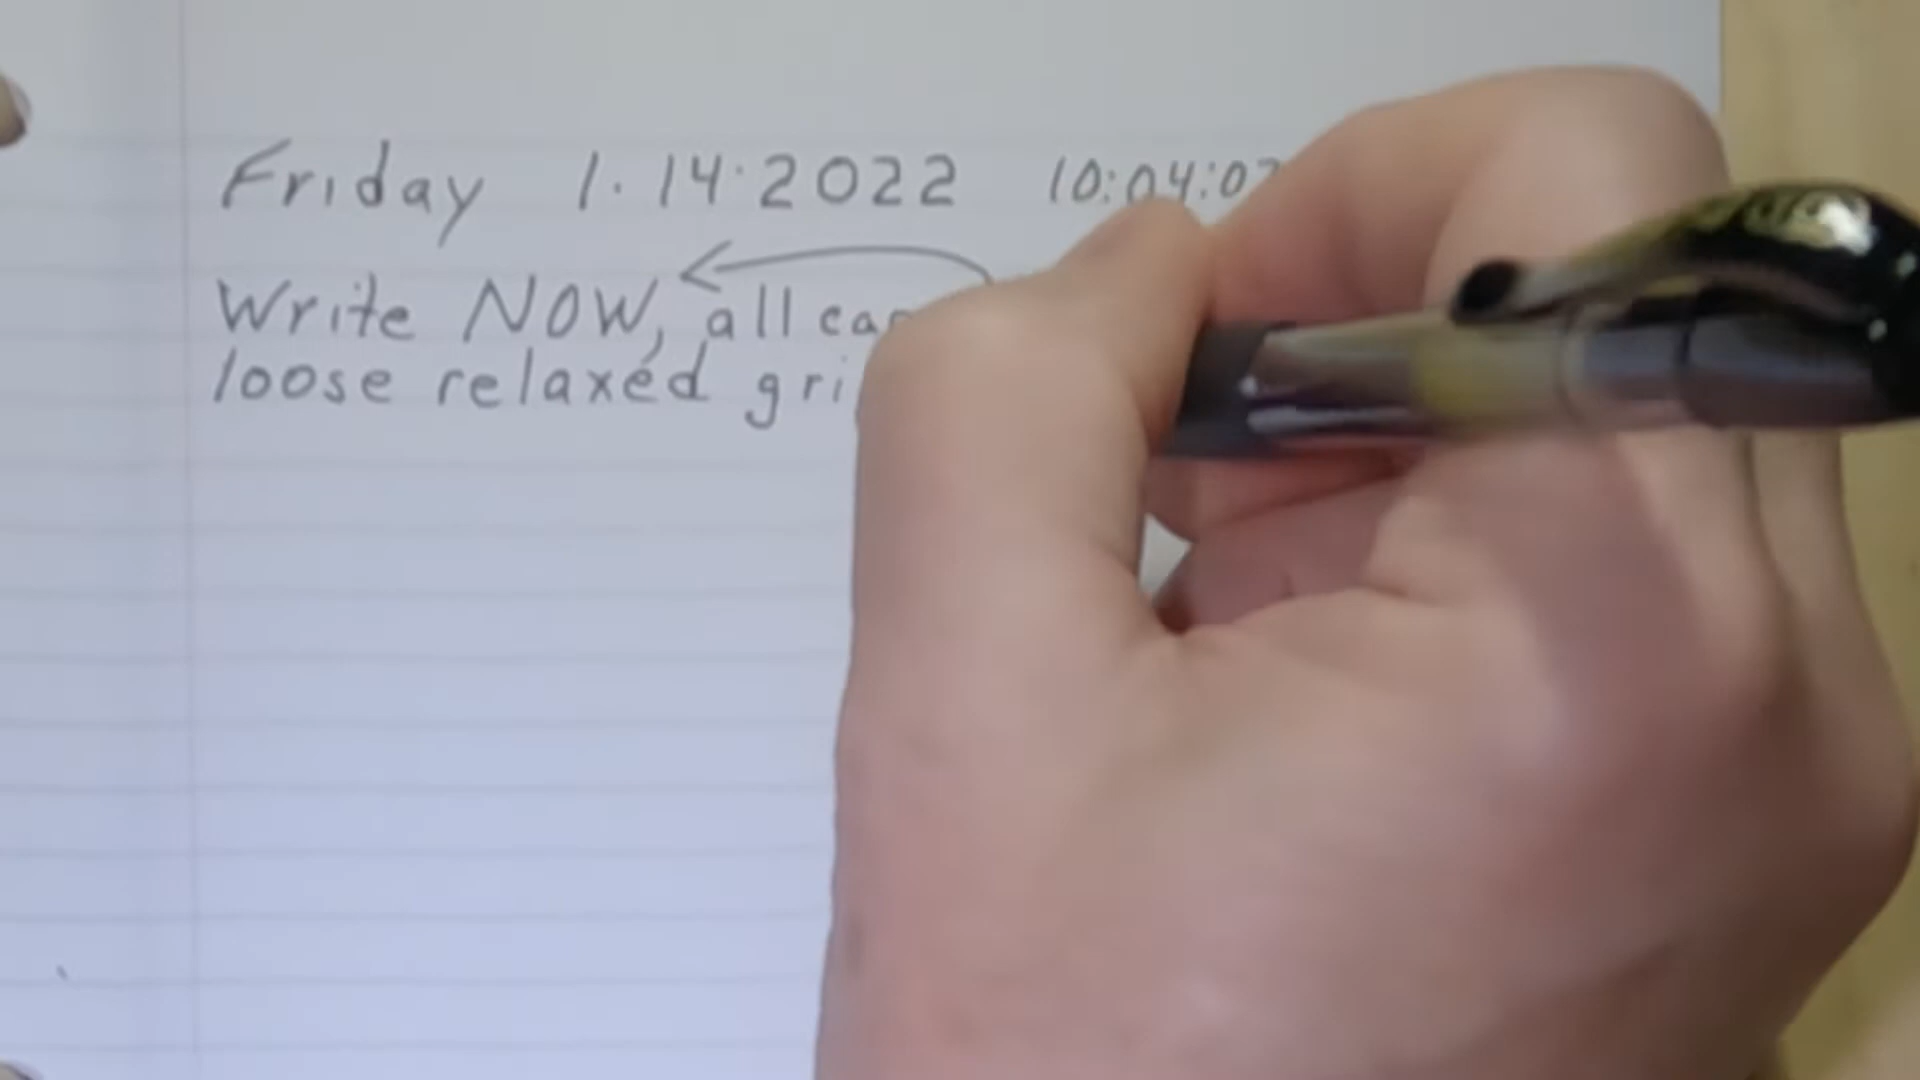 Friday 1.14.2022
Write NOW, all
loose relaxed